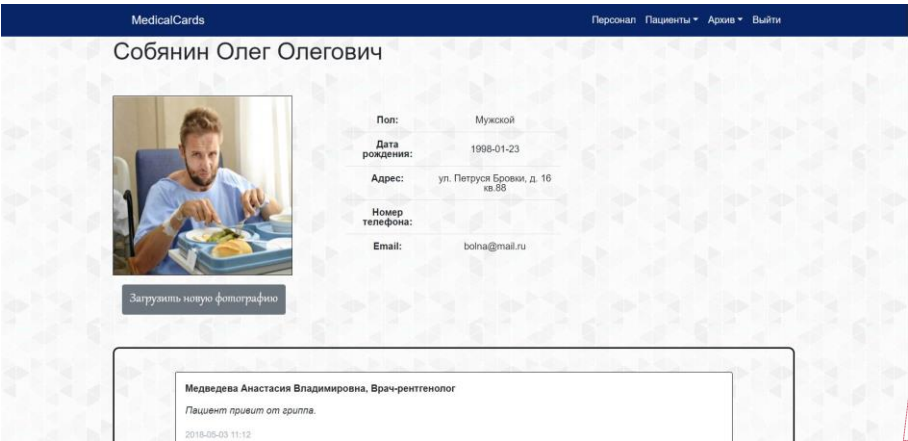 MedicalCards Персонал Пациенты Архив Выйти
Собянин Олег Олегович
Пол: Мужской
Дата
рождения: 1998-01-23
Адрес: ул. Петруся Бровки, д. 16
кв.88
Номер
телефона:
Email: bolna@mail.ru
Загрузить новую фотографию
Медведева Анастасия Владимировна, Врач-рентгенолог
Пациент привит от гриппа.
2018-05-03 11:12